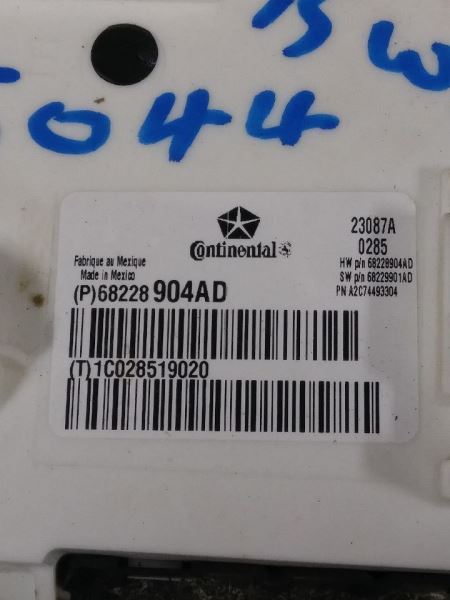 5044
Continental
23087A
0285
Fabrique au Mexique
Made in Mexico
HW p/n 68228904AD
SW p/n 68229901AD
PN A2C74493304
(P)68228 904AD
(T)1C028519020